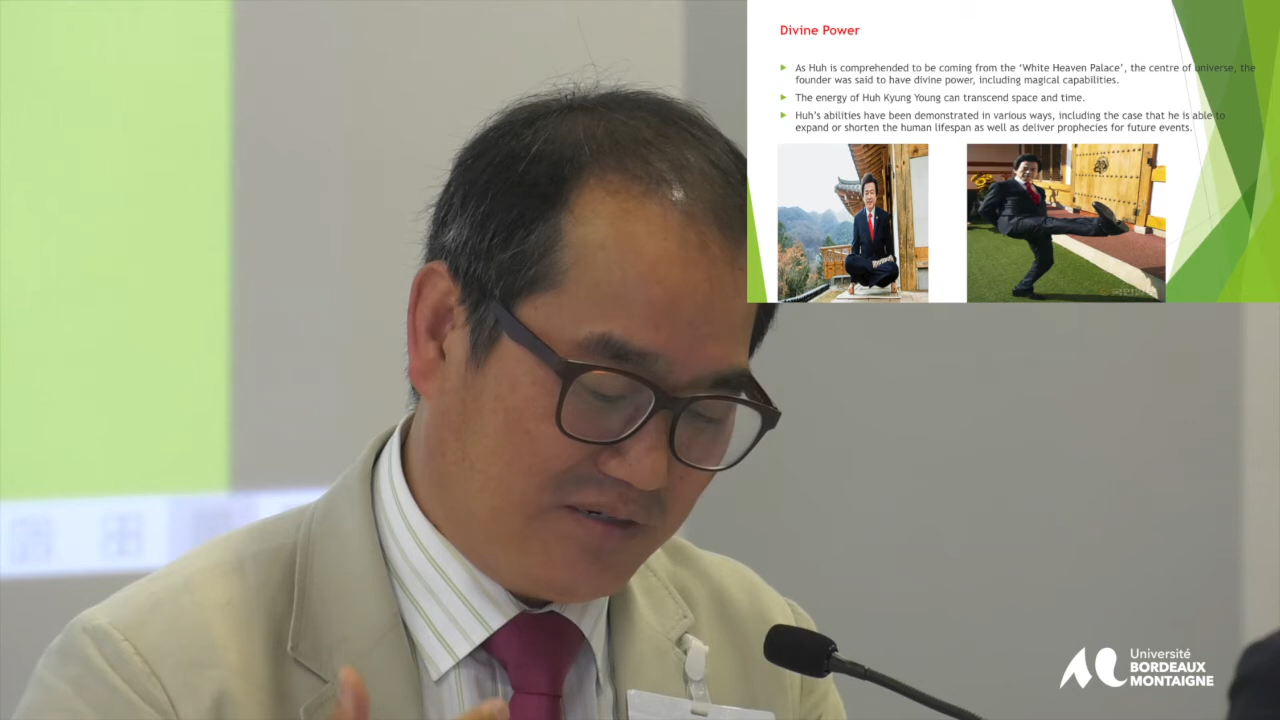 Divine Power
As Huh is comprehended to be coming from the ‘White Heaven Palace’, the centre of universe, the
founder was said to have divine power, including magical capabilities.
The energy of Huh Kyung Young can transcend space and time.
Huh’s abilities have been demonstrated in various ways, including the case that he is able to
expand or shorten the human lifespan as well as deliver prophecies for future events.
Université
BORDEAUX
MONTAIGNE